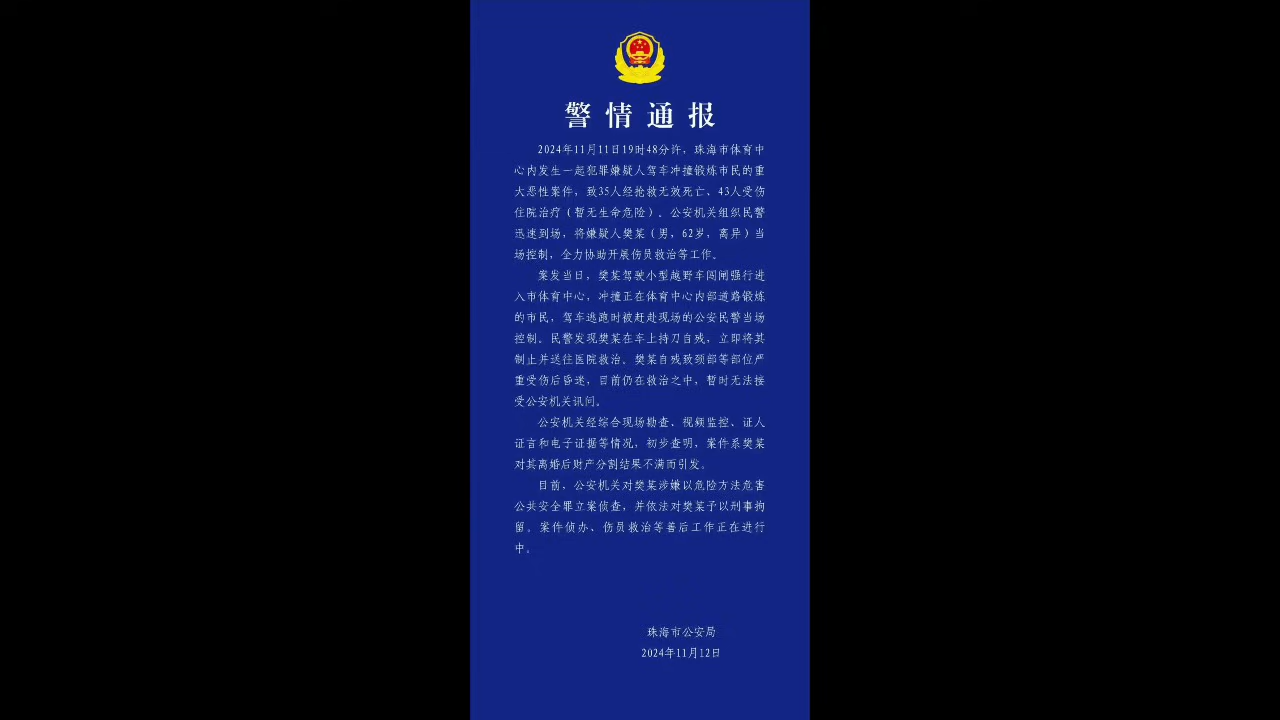 警情通报
2024年11月11日19时48分许，珠海市体育中
心内发生一起犯罪嫌疑人驾车冲撞锻炼市民的重
大恶性案件，致35人经抢救无效死亡、43人受伤
住院治疗（暂无生命危险）。公安机关组织民警
迅速到场，将嫌疑人樊某（男，62岁，离异）当
场控制，全力协助开展伤员救治等工作。
案发当日，樊某驾驶小型越野车闯闸强行进
入市体育中心，冲撞正在体育中心内部道路锻炼
的市民，驾车逃跑时被赶赴现场的公安民警当场
控制。民警发现樊某在车上持刀自残，立即将其
制止并送往医院救治。樊某自残致颈部等部位严
重受伤后昏迷，目前仍在救治之中，暂时无法接
受公安机关讯问。
公安机关经综合现场勘查、视频监控、证人
证言和电子证据等情况，初步查明，案件系樊某
对其离婚后财产分割结果不满而引发。
目前，公安机关对樊某涉嫌以危险方法危害
公共安全罪立案侦查，并依法对樊某予以刑事拘
留。案件侦办、伤员救治等善后工作正在进行
中。
珠海市公安局
2024年11月12日